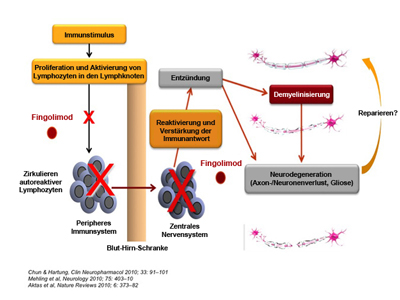 Immunstimulus
Proliferation und Aktivierung von
Lymphozyten in den Lymphknoten
Fingolimod
Zirkulieren
autoreaktiver
Lymphozyten
Peripheres
Immunsystem
Blut-Hirn-Schranke
Entzündung
Reaktivierung und
Verstärkung der
Immunantwort
Fingolimod
Zentrales
Nervensystem
Demyelinisierung
Reparieren?
Neurodegeneration
(Axon-/Neuronenverlust, Gliose)
Chun & Hartung, Clin Neuropharmacol 2010; 33: 91–101
Mehling et al, Neurology 2010; 75: 403–10
Aktas et al, Nature Reviews 2010; 6: 373–82